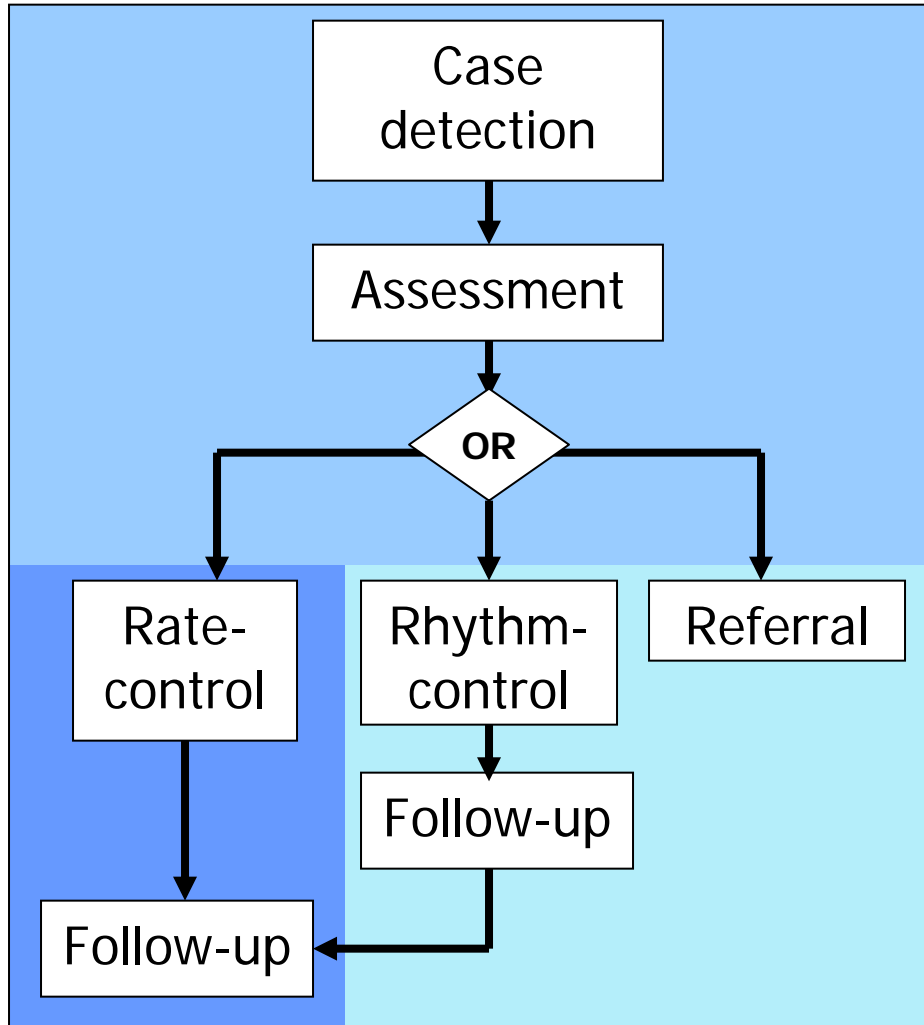 Case
detection
Assessment
OR
Rate-
control
Rhythm-
control
Referral
Follow-up
Follow-up